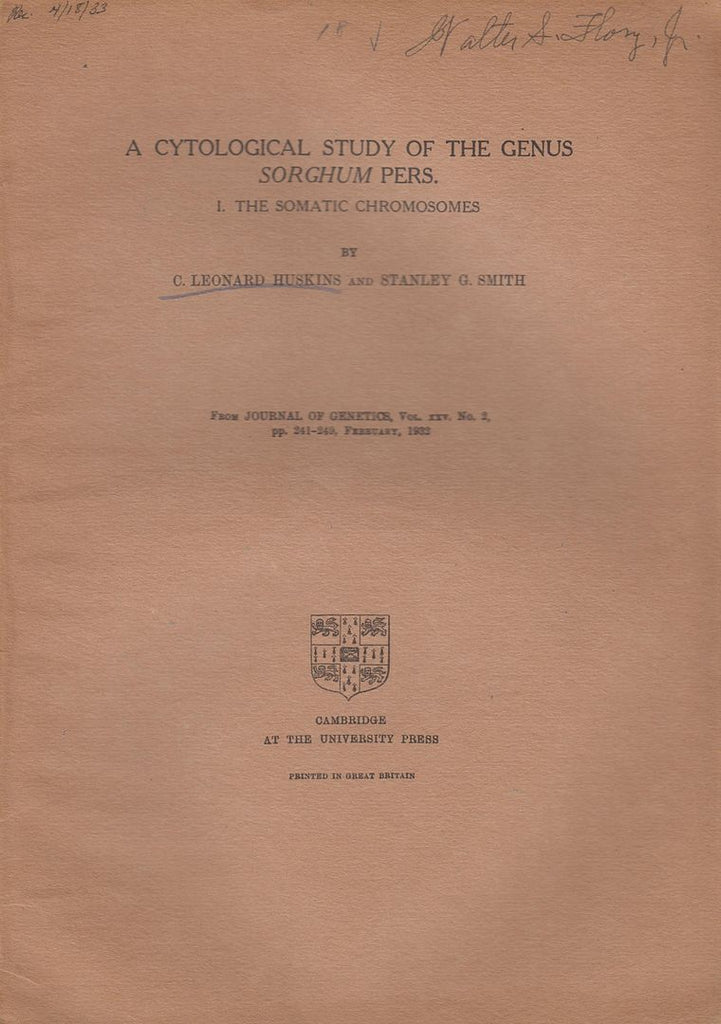 Rec. 4/18/33
18
Walter S. Flory, Jr.
A CYTOLOGICAL STUDY OF THE GENUS
SORGHUM PERS.
I. THE SOMATIC CHROMOSOMES
BY
C. LEONARD HUSKINS AND STANLEY G. SMITH
FROM JOURNAL OF GENETICS, VOL. XXV. No. 2,
pp. 241-249, FEBRUARY, 1932
CAMBRIDGE
AT THE UNIVERSITY PRESS
PRINTED IN GREAT BRITAIN